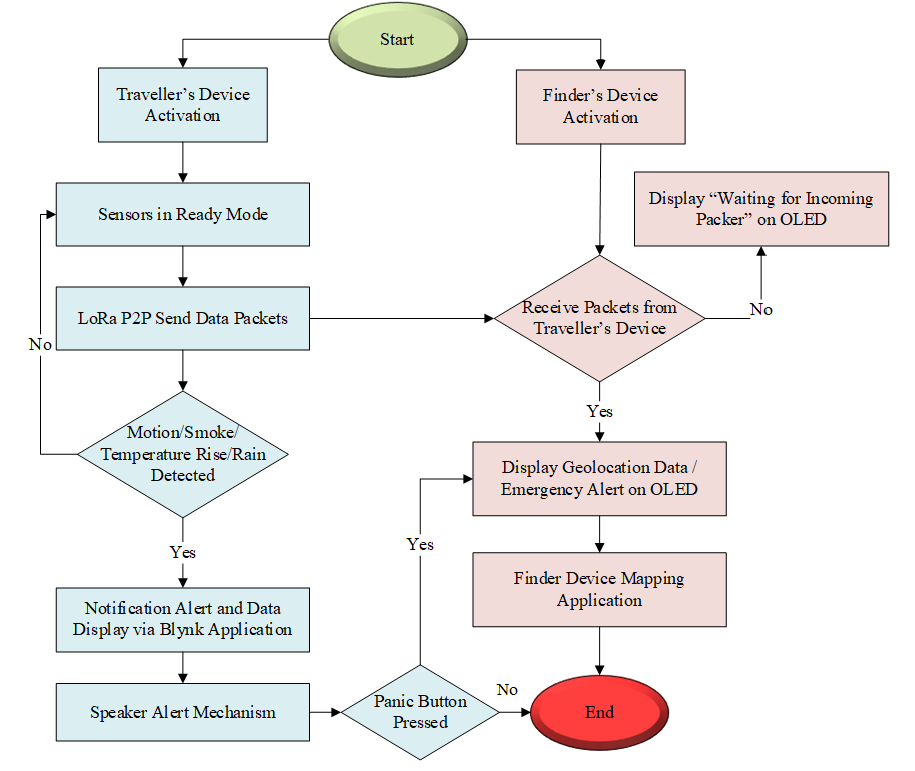 Start
Traveller's Device
Activation
Finder's Device
Activation
Sensors in Ready Mode
Display “Waiting for Incoming
Packer” on OLED
LoRa P2P Send Data Packets
Receive Packets from
Traveller's Device
No
No
Yes
Motion/Smoke/
Temperature Rise/Rain
Detected
Display Geolocation Data /
Emergency Alert on OLED
Yes
Yes
Finder Device Mapping
Application
Notification Alert and Data
Display via Blynk Application
Speaker Alert Mechanism
Panic Button
Pressed
No
End